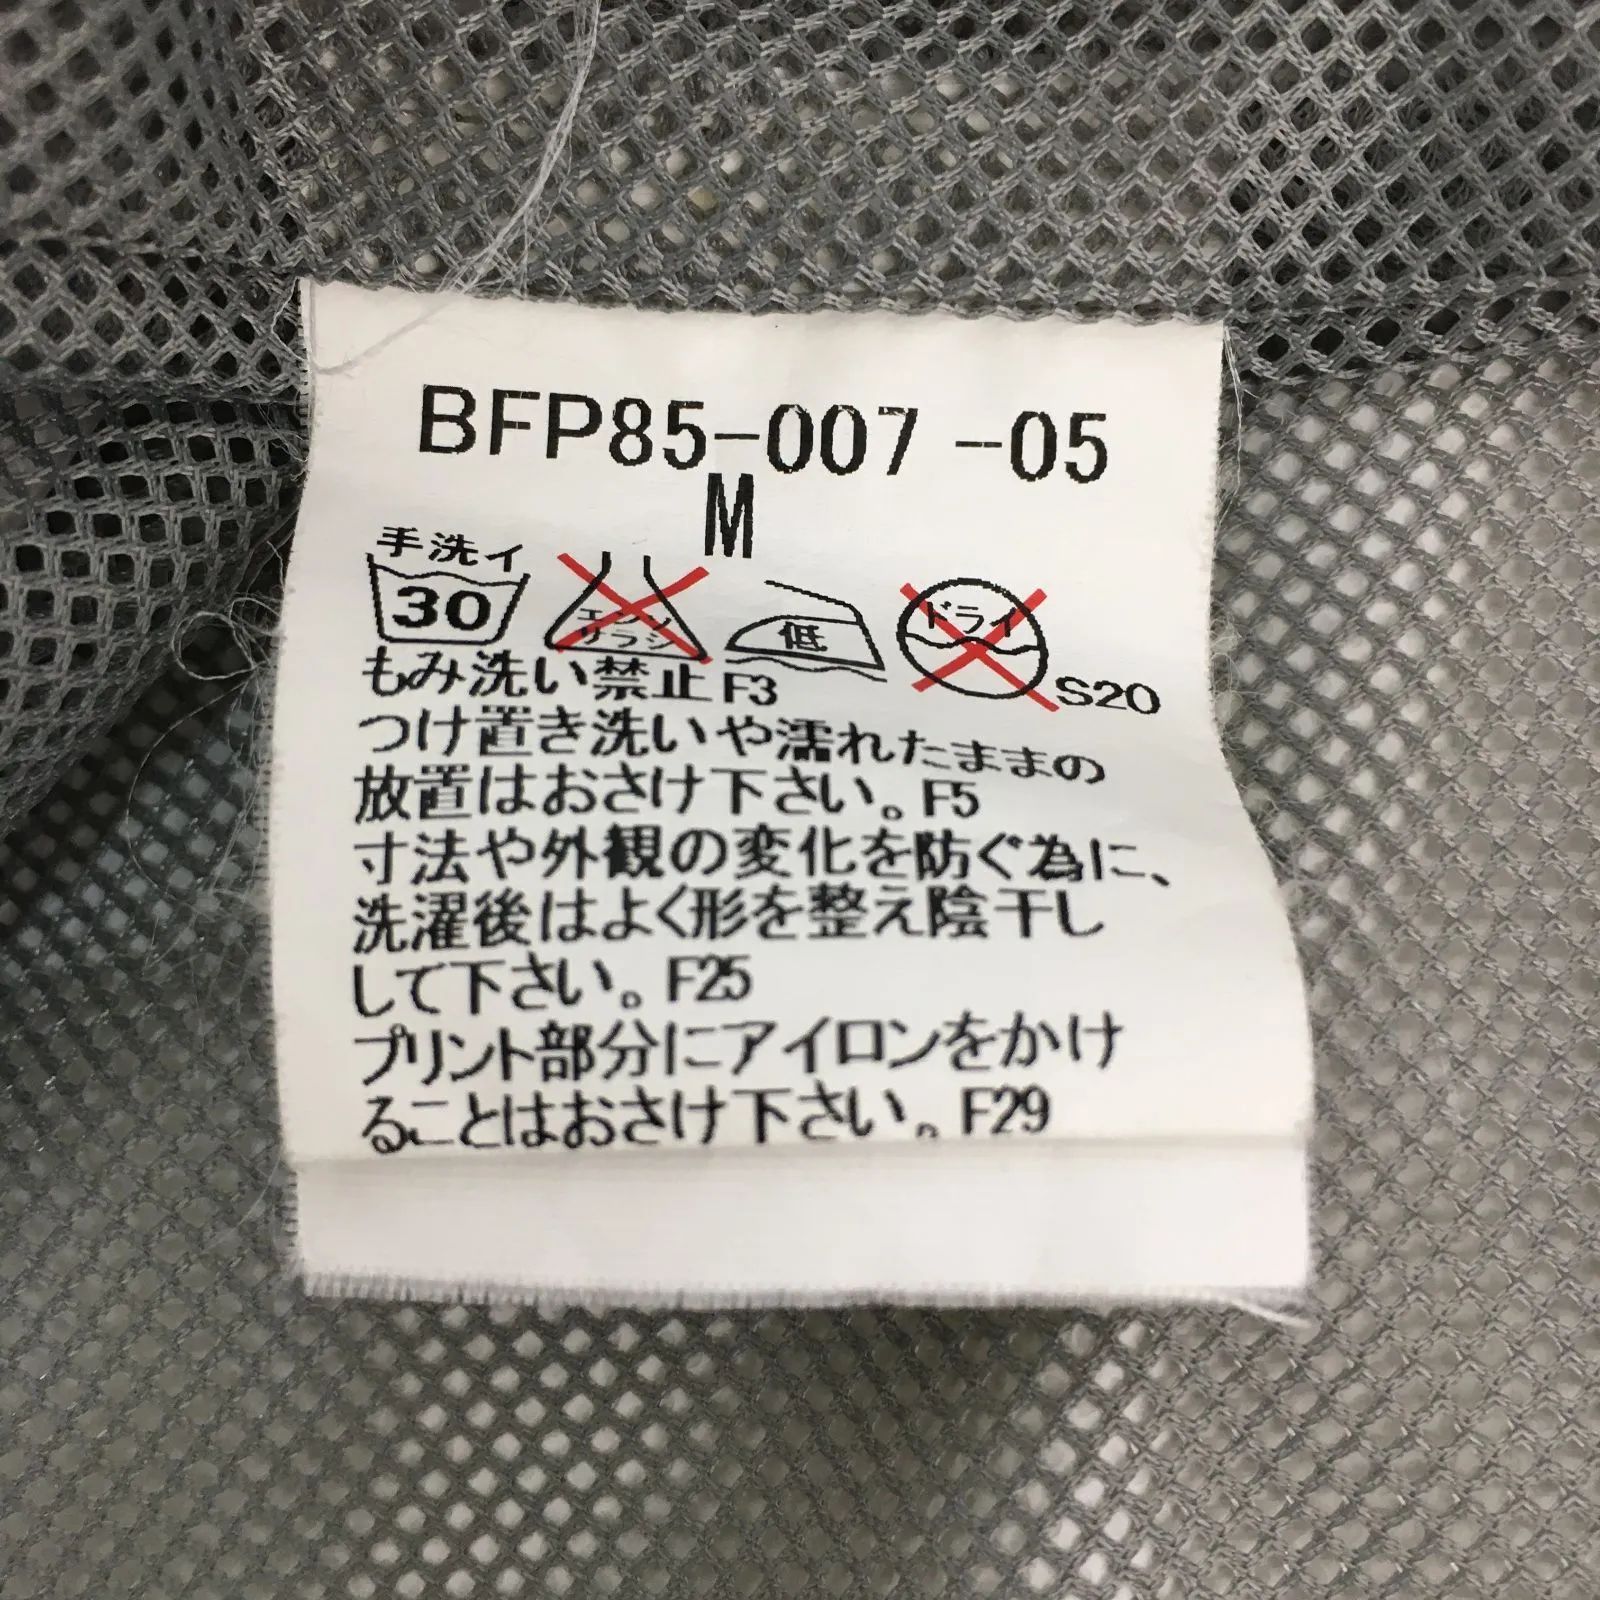 BFP85-007 -05
M
手洗イ
30
エンソ
サラシ
低
ドライ
S20
もみ洗い禁止F3
つけ置き洗いや濡れたままの
放置はおさけ下さい。F5
寸法や外観の変化を防ぐ為に、
洗濯後はよく形を整え陰干し
して下さい。F25
プリント部分にアイロンをかけ
ることはおさけ下さい。F29